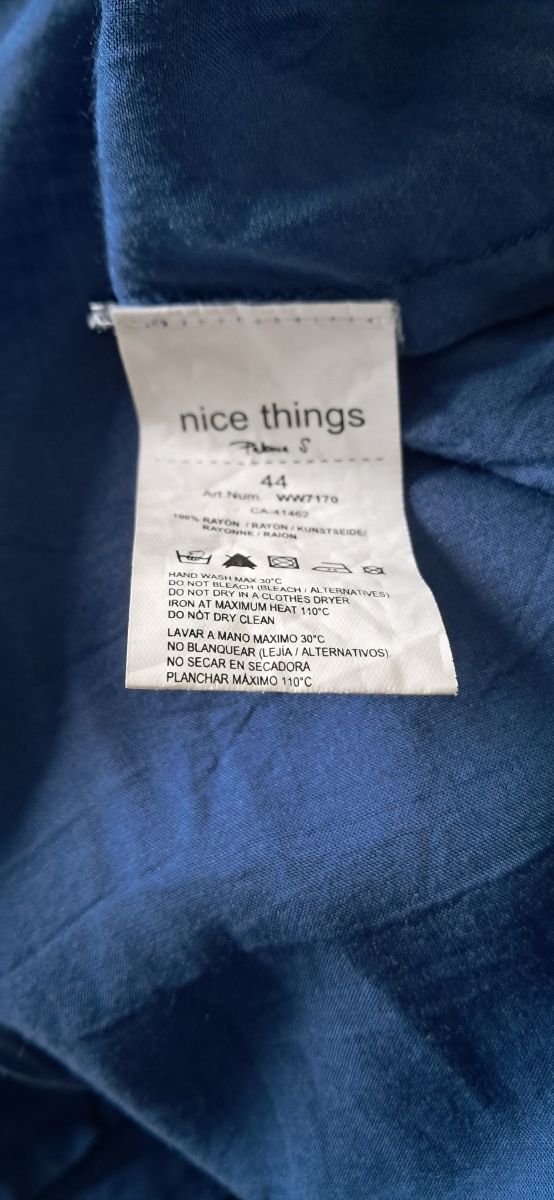 nice things
Paloma S
44
Art.Num. WW7170
CA-41462
100% RAYÓN / RAYON / KUNSTSEIDE/
RAYONNE / RAION
HAND WASH MAX 30°C
DO NOT BLEACH (BLEACH / ALTERNATIVES)
DO NOT DRY IN A CLOTHES DRYER
IRON AT MAXIMUM HEAT 110°C
DO NOT DRY CLEAN
LAVAR A MANO MAXIMO 30°C
NO BLANQUEAR (LEJÍA / ALTERNATIVOS)
NO SECAR EN SECADORA
PLANCHAR MÁXIMO 110°C